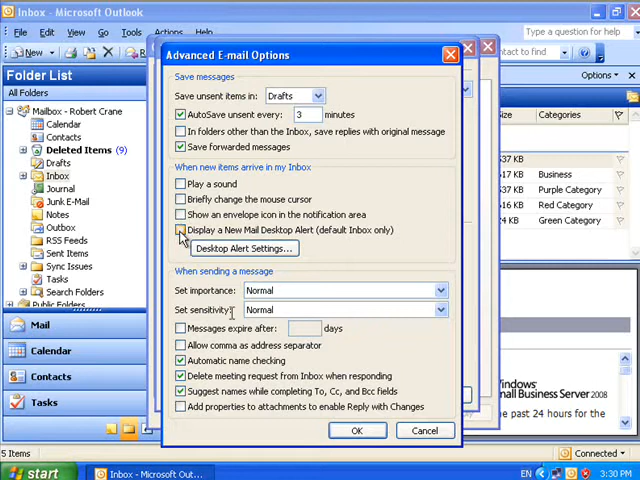 Inbox - Microsoft Outlook
File Edit View Go Tools
Type a question for help
New
Folder List
Options
All Folders
Mailbox - Robert Crane
Calendar
Contacts
Deleted Items (9)
Drafts
Inbox
Journal
Junk E-mail
Notes
Outbox
RSS Feeds
Sent Items
Sync Issues
Tasks
Search Folders
Public Folders
Mail
Calendar
Contacts
Tasks
5 Items
Advanced E-mail Options
Save messages
Save unsent items in: Drafts
AutoSave unsent every: 3 minutes
In folders other than the Inbox, save replies with original message
Save forwarded messages
When new items arrive in my Inbox
Play a sound
Briefly change the mouse cursor
Show an envelope icon in the notification area
Display a New Mail Desktop Alert (default Inbox only)
Desktop Alert Settings...
When sending a message
Set importance: Normal
Set sensitivity: Normal
Messages expire after: days
Allow comma as address separator
Automatic name checking
Delete meeting request from Inbox when responding
Suggest names while completing To, Cc, and Bcc fields
Add properties to attachments to enable Reply with Changes
OK Cancel
Size Categories
37 KB
37 KB Business
7 KB Purple Category
0 KB Red Category
9 KB Red Category
Windows
Small Business Server 2008
the past 24 hours. For
Connected
start
Inbox - Microsoft Out...
EN
3:30 PM